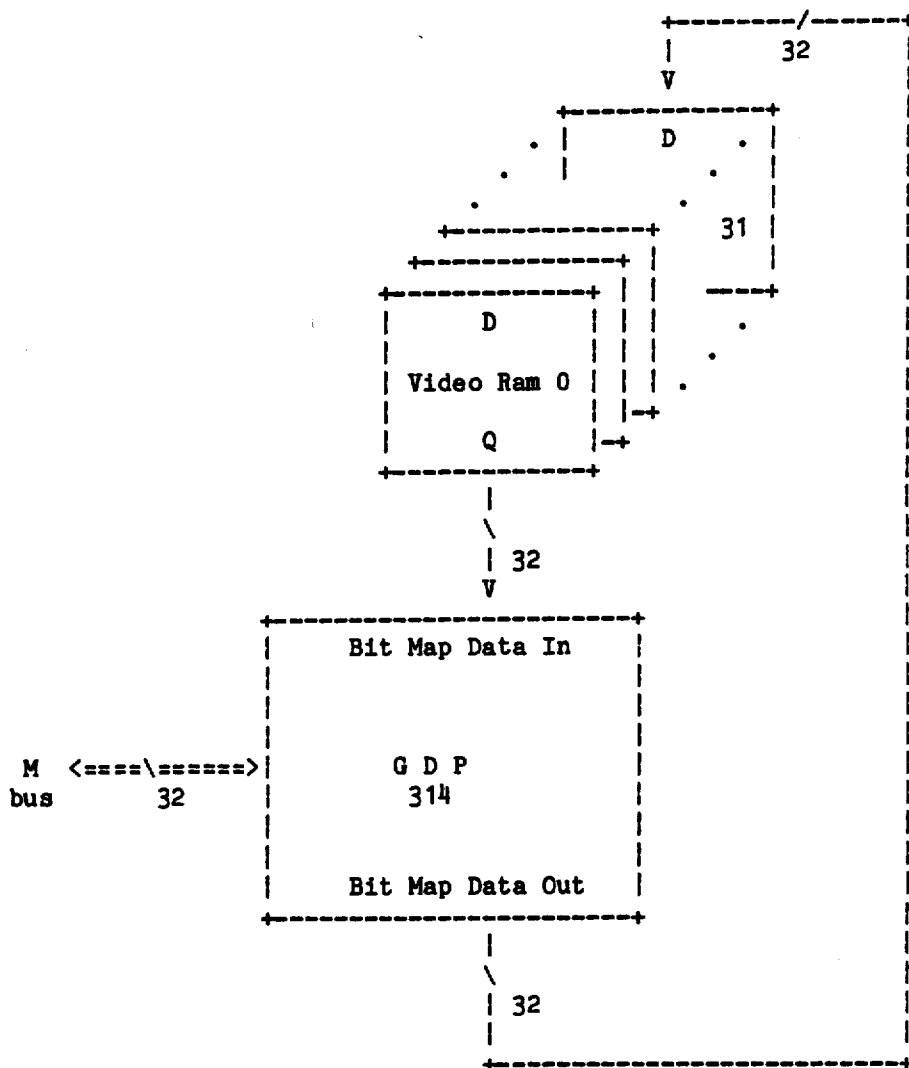 32
V
D
31
D
Video Ram 0
Q
32
V
Bit Map Data In
M
bus
32
G D P
314
Bit Map Data Out
32